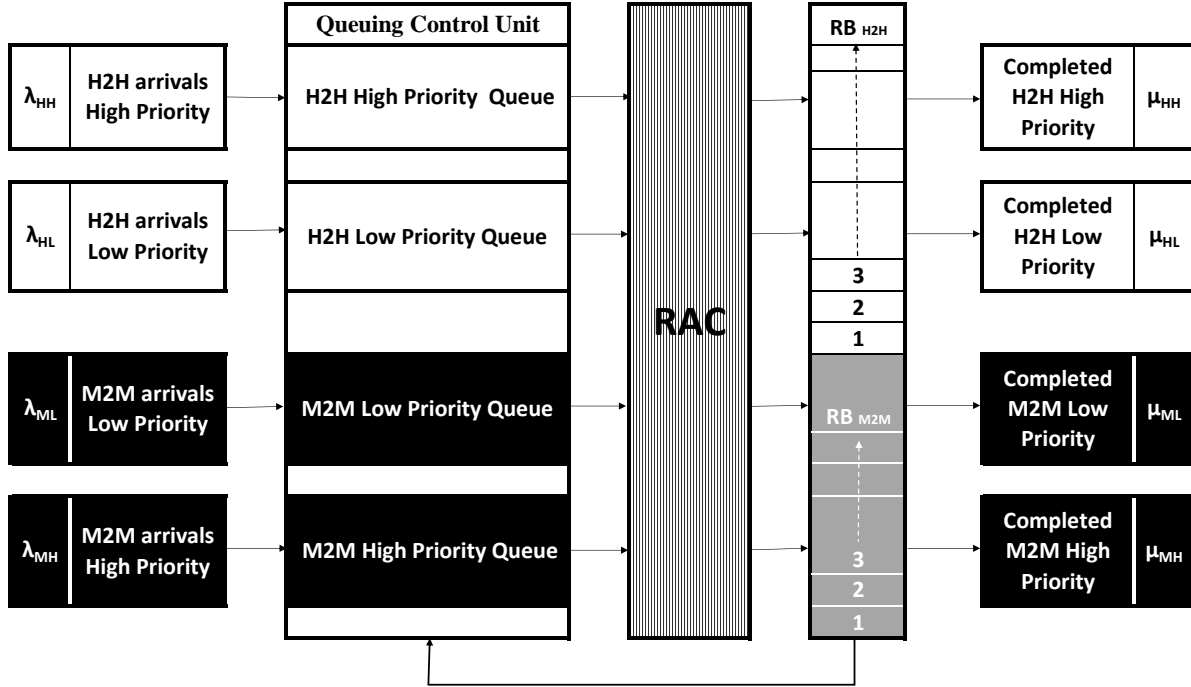 Queuing Control Unit
RB H2H
λHH
H2H arrivals
High Priority
H2H High Priority Queue
Completed
H2H High
Priority
μHH
λHL
H2H arrivals
Low Priority
H2H Low Priority Queue
Completed
H2H Low
Priority
μHL
RAC
3
2
1
λML
M2M arrivals
Low Priority
M2M Low Priority Queue
RB M2M
Completed
M2M Low
Priority
μML
λMH
M2M arrivals
High Priority
M2M High Priority Queue
3
2
1
Completed
M2M High
Priority
μMH